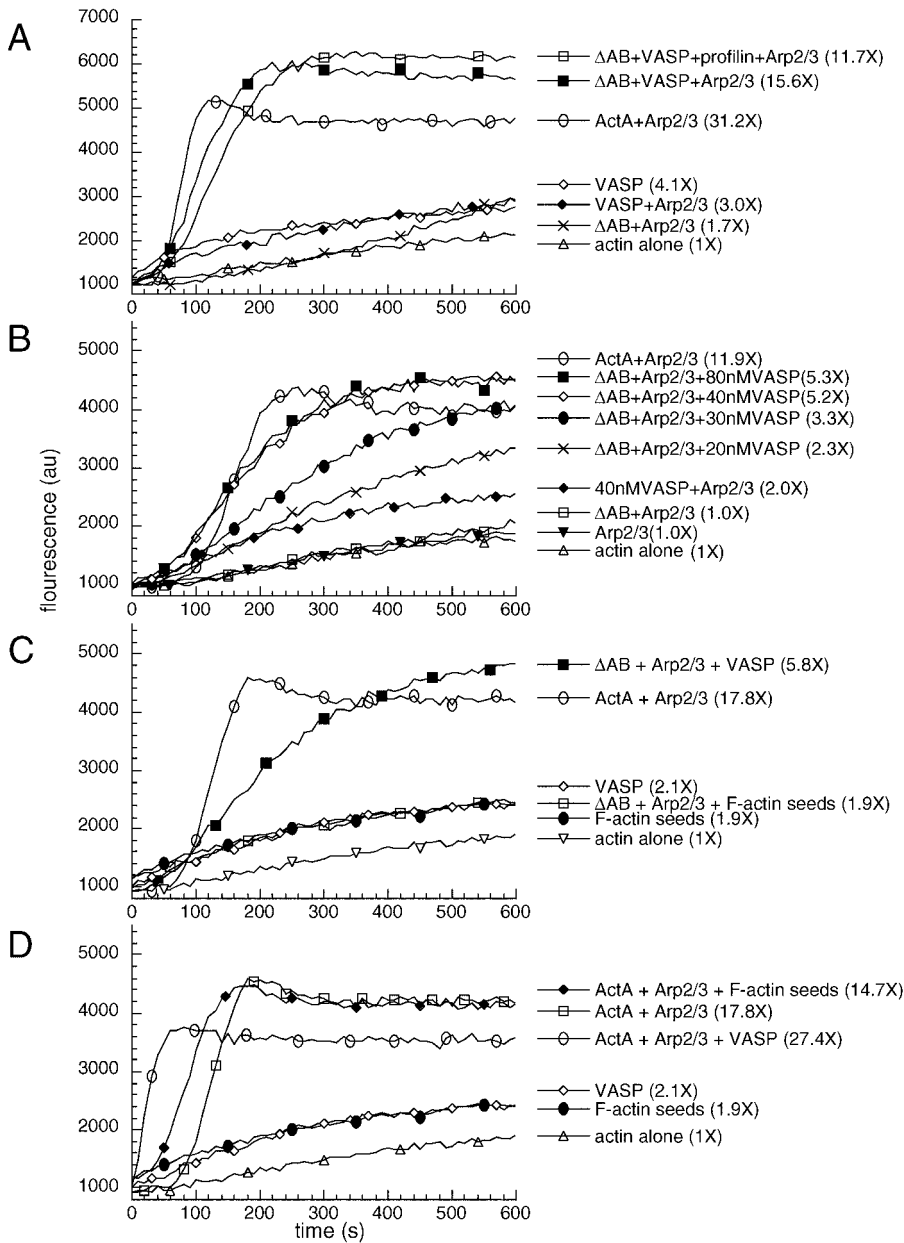 A
7000
6000
5000
4000
3000
2000
1000
0 100 200 300 400 500 600
ΔAB+VASP+profilin+Arp2/3 (11.7X)
ΔAB+VASP+Arp2/3 (15.6X)
ActA+Arp2/3 (31.2X)
VASP (4.1X)
VASP+Arp2/3 (3.0X)
ΔAB+Arp2/3 (1.7X)
actin alone (1X)
B
5000
4000
3000
2000
1000
0 100 200 300 400 500 600
ActA+Arp2/3 (11.9X)
ΔAB+Arp2/3+80nMVASP(5.3X)
ΔAB+Arp2/3+40nMVASP(5.2X)
ΔAB+Arp2/3+30nMVASP (3.3X)
ΔAB+Arp2/3+20nMVASP (2.3X)
40nMVASP+Arp2/3 (2.0X)
ΔAB+Arp2/3 (1.0X)
Arp2/3(1.0X)
actin alone (1X)
flourescence (au)
C
5000
4000
3000
2000
1000
0 100 200 300 400 500 600
ΔAB + Arp2/3 + VASP (5.8X)
ActA + Arp2/3 (17.8X)
VASP (2.1X)
ΔAB + Arp2/3 + F-actin seeds (1.9X)
F-actin seeds (1.9X)
actin alone (1X)
D
5000
4000
3000
2000
1000
0 100 200 300 400 500 600
time (s)
ActA + Arp2/3 + F-actin seeds (14.7X)
ActA + Arp2/3 (17.8X)
ActA + Arp2/3 + VASP (27.4X)
VASP (2.1X)
F-actin seeds (1.9X)
actin alone (1X)